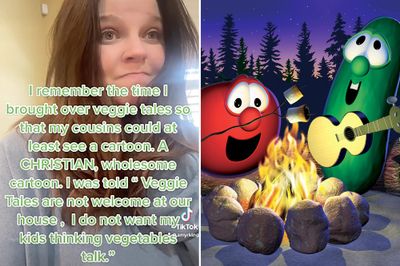 I remember the time I
brought over veggie tales so
that my cousins could at
least see a cartoon. A
CHRISTIAN, wholesome
cartoon. I was told " Veggie
Tales are not welcome at our
house , I do not want my
kids thinking vegetables
talk."
TikTok